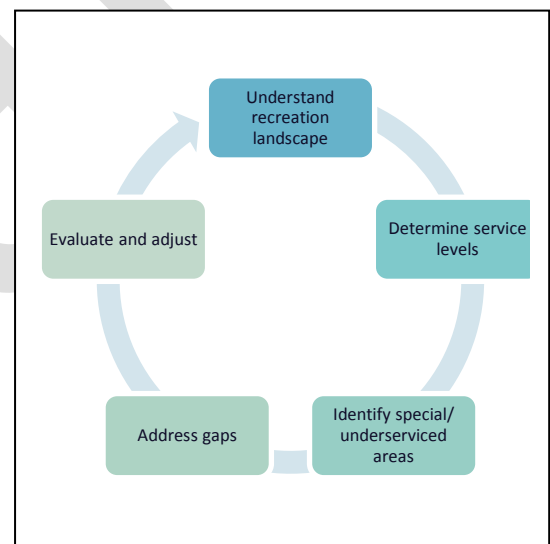 Understand
recreation
landscape
Determine service
levels
Identify special/
underserviced
areas
Address gaps
Evaluate and adjust